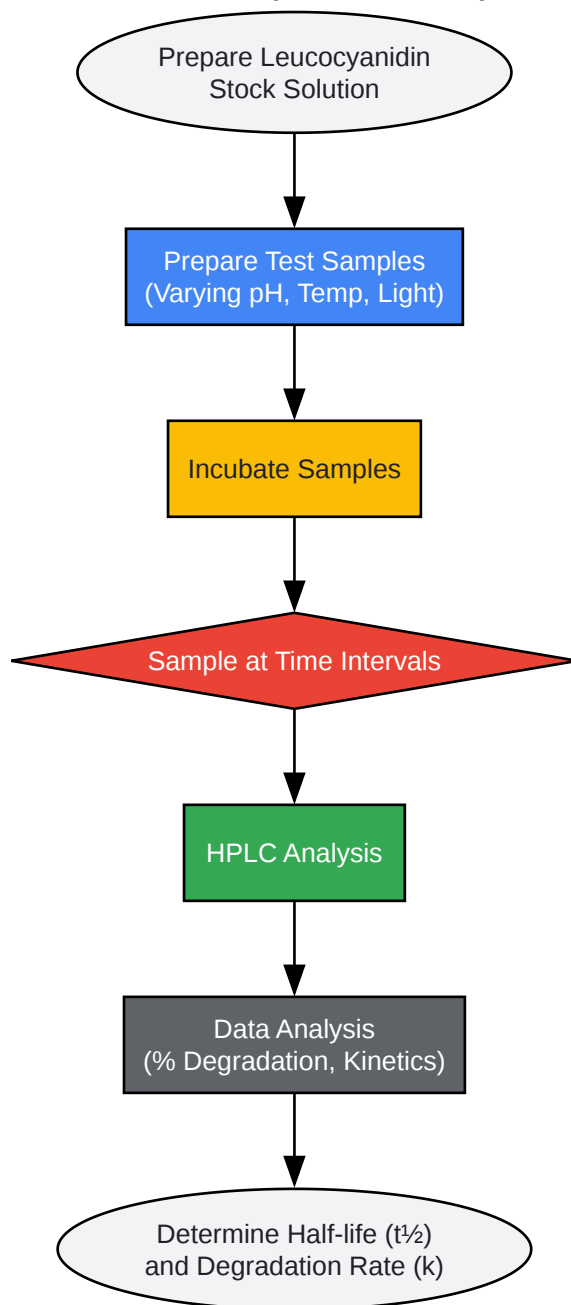 Prepare Leucocyanidin
Stock Solution
Prepare Test Samples
(Varying pH, Temp, Light)
Incubate Samples
Sample at Time Intervals
HPLC Analysis
Data Analysis
(% Degradation, Kinetics)
Determine Half-life (t½)
and Degradation Rate (k)